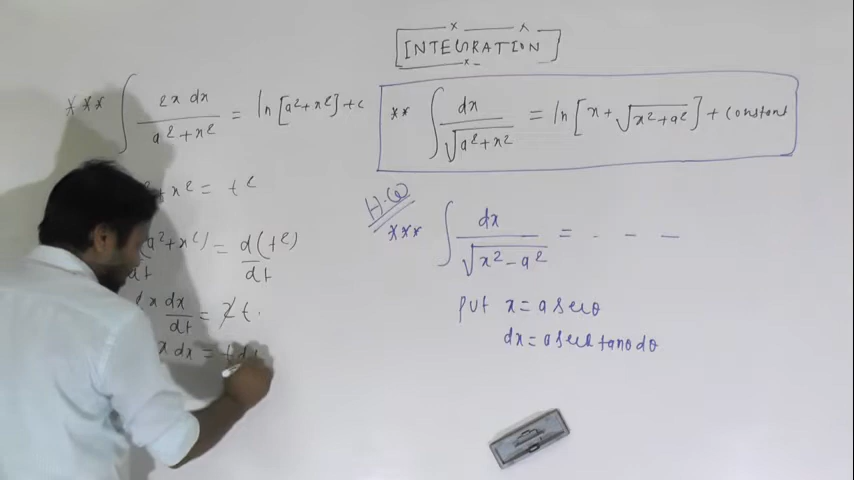 INTEGRATION
*** ∫ 2x dx / a²+x² = ln[a²+x²]+c
** ∫ dx / √a²+x² = ln[x+√x²+a²]+constant
+x² = t²
H.W
(a²+x²)/dt = d(t²)/dt
*** ∫ dx / √x²-a² = . - -
x dx/dt = 2t.
put x = a secθ
x dx = t dt
dx = a secθ tanθ dθ